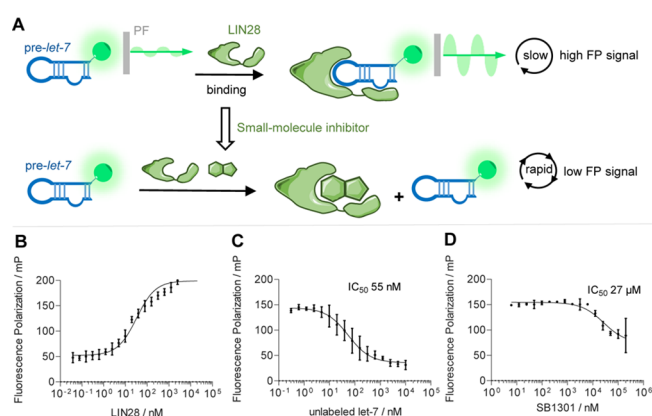 A
pre-let-7
PF
LIN28
binding
slow
high FP signal
Small-molecule inhibitor
pre-let-7
+
rapid
low FP signal
B
Fluorescence Polarization / mP
200
150
100
50
0
10⁻² 10⁻¹ 10⁰ 10¹ 10² 10³ 10⁴ 10⁵
LIN28 / nM
C
IC₅₀ 55 nM
Fluorescence Polarization / mP
200
150
100
50
0
10⁻¹ 10⁰ 10¹ 10² 10³ 10⁴ 10⁵
unlabeled let-7 / nM
D
IC₅₀ 27 µM
Fluorescence Polarization / mP
200
150
100
50
0
10⁰ 10¹ 10² 10³ 10⁴ 10⁵ 10⁶
SB1301 / nM